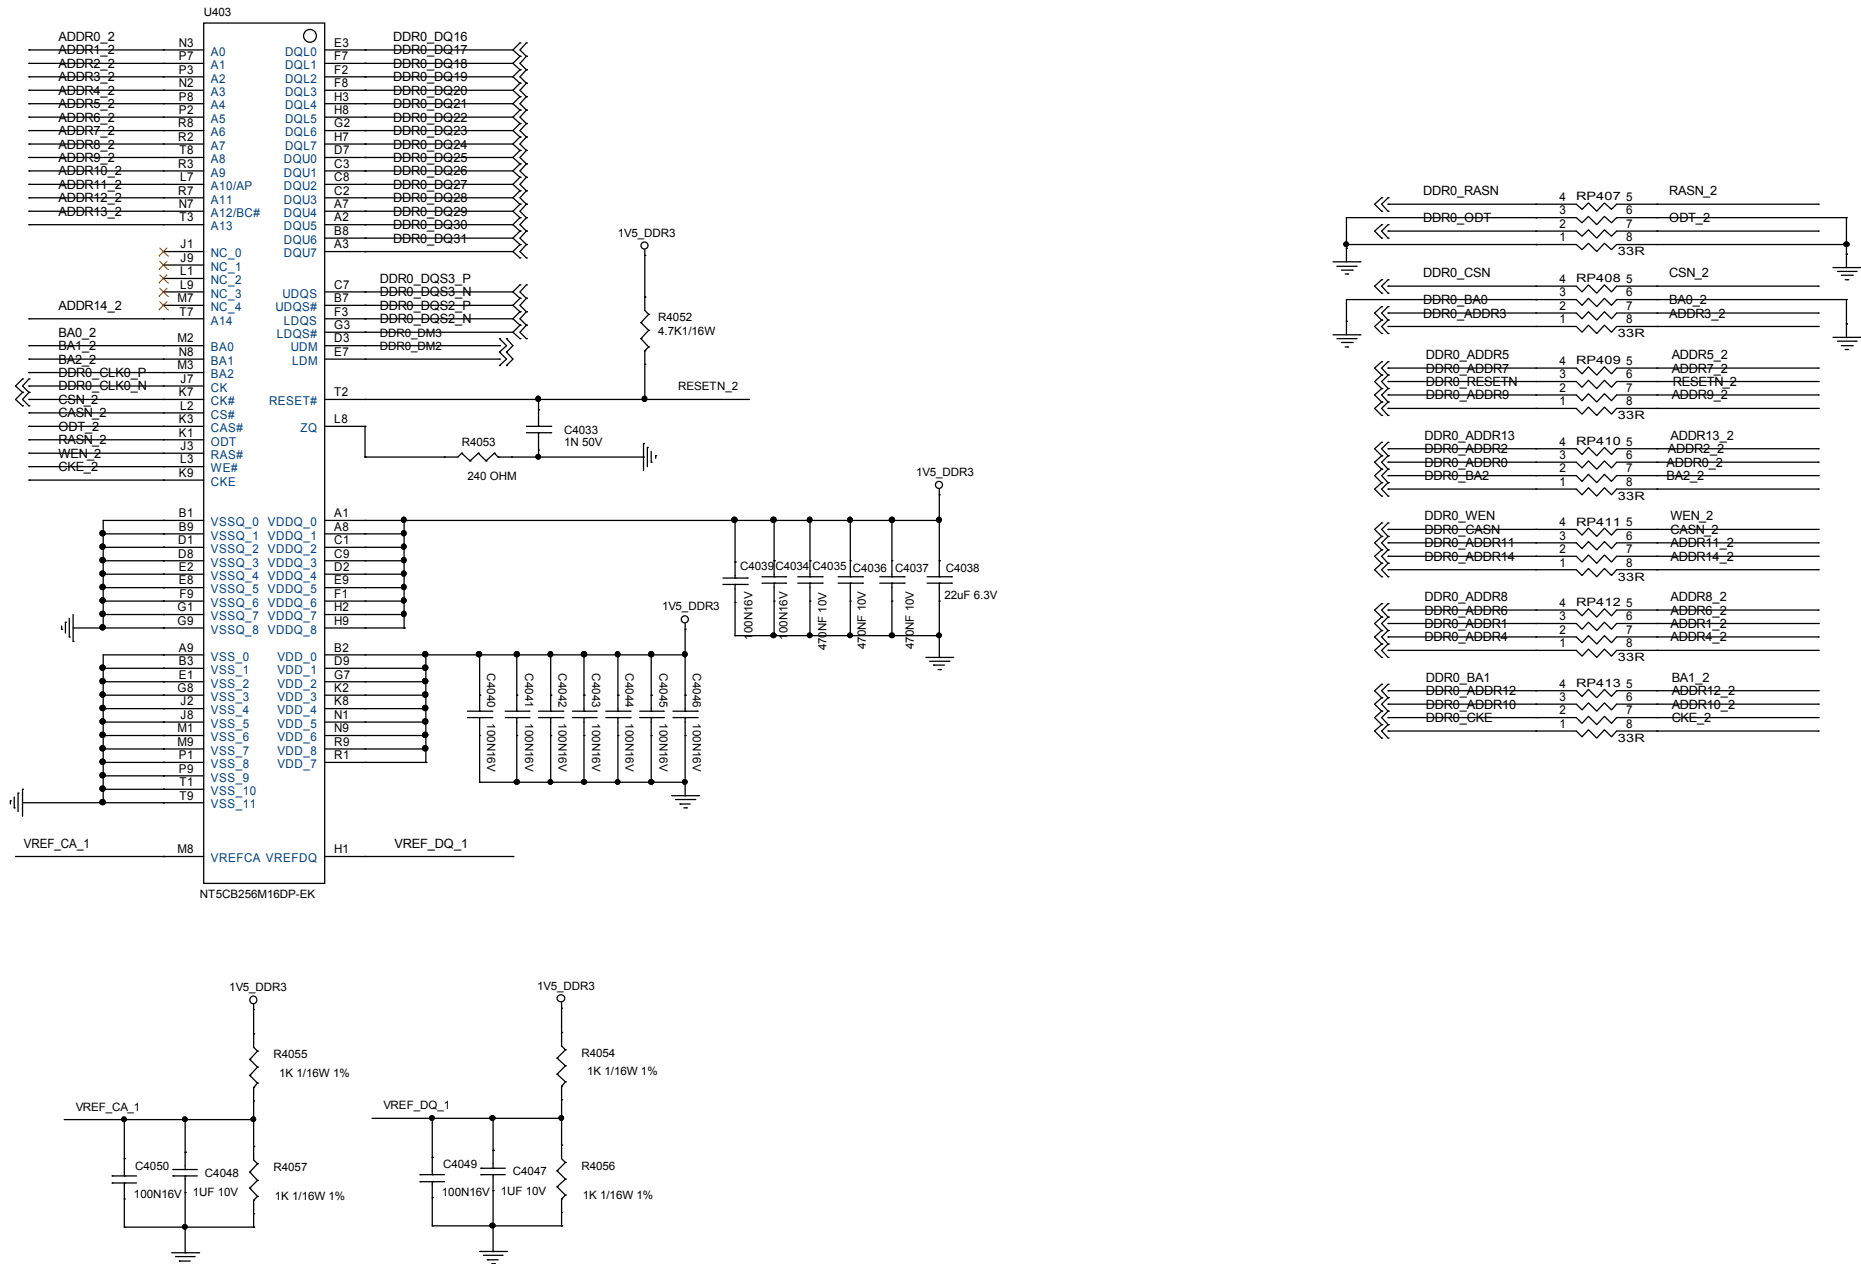 U403
ADDR0_2 N3 A0 DQL0 E3 DDR0_DQ16
ADDR1_2 P7 A1 DQL1 F7 DDR0_DQ17
ADDR2_2 P3 A2 DQL2 F2 DDR0_DQ18
ADDR3_2 N2 A3 DQL3 F8 DDR0_DQ19
ADDR4_2 P8 A4 DQL4 H3 DDR0_DQ20
ADDR5_2 P2 A5 DQL5 H8 DDR0_DQ21
ADDR6_2 R8 A6 DQL6 G2 DDR0_DQ22
ADDR7_2 R2 A7 DQL7 H7 DDR0_DQ23
ADDR8_2 T8 A8 DQU0 D7 DDR0_DQ24
ADDR9_2 R3 A9 DQU1 C3 DDR0_DQ25
ADDR10_2 L7 A10/AP DQU2 C8 DDR0_DQ26
ADDR11_2 R7 A11 DQU3 C2 DDR0_DQ27
ADDR12_2 N7 A12/BC# DQU4 A7 DDR0_DQ28
ADDR13_2 T3 A13 DQU5 A2 DDR0_DQ29
DQU6 B8 DDR0_DQ30
J1 NC_0 DQU7 A3 DDR0_DQ31
J9 NC_1
L1 NC_2
L9 NC_3 UDQS C7 DDR0_DQS3_P
M7 NC_4 UDQS# B7 DDR0_DQS3_N
ADDR14_2 T7 A14 LDQS F3 DDR0_DQS2_P
LDQS# G3 DDR0_DQS2_N
BA0_2 M2 BA0 UDM D3 DDR0_DM3
BA1_2 N8 BA1 LDM E7 DDR0_DM2
BA2_2 M3 BA2
DDR0_CLK0_P J7 CK
DDR0_CLK0_N K7 CK# RESET# T2 RESETN_2
CSN_2 L2 CS#
CASN_2 K3 CAS# ZQ L8
ODT_2 K1 ODT
RASN_2 J3 RAS#
WEN_2 L3 WE#
CKE_2 K9 CKE
1V5_DDR3
R4052
4.7K1/16W
C4033
1N 50V
R4053
240 OHM
B1 VSSQ_0 VDDQ_0 A1
B9 VSSQ_1 VDDQ_1 A8
D1 VSSQ_2 VDDQ_2 C1
D8 VSSQ_3 VDDQ_3 C9
E2 VSSQ_4 VDDQ_4 D2
E8 VSSQ_5 VDDQ_5 E9
F9 VSSQ_6 VDDQ_6 F1
G1 VSSQ_7 VDDQ_7 H2
G9 VSSQ_8 VDDQ_8 H9
A9 VSS_0 VDD_0 B2
B3 VSS_1 VDD_1 D9
E1 VSS_2 VDD_2 G7
G8 VSS_3 VDD_3 K2
J2 VSS_4 VDD_4 K8
J8 VSS_5 VDD_5 N1
M1 VSS_6 VDD_6 N9
M9 VSS_7 VDD_8 R9
P1 VSS_8 VDD_7 R1
P9 VSS_9
T1 VSS_10
T9 VSS_11
VREF_CA_1 M8 VREFCA VREFDQ H1 VREF_DQ_1
NT5CB256M16DP-EK
1V5_DDR3
C4039 C4034 C4035 C4036 C4037 C4038
100N16V 100N16V 470NF 10V 470NF 10V 470NF 10V 22uF 6.3V
1V5_DDR3
C4040 C4041 C4042 C4043 C4044 C4045 C4046
100N16V 100N16V 100N16V 100N16V 100N16V 100N16V 100N16V
DDR0_RASN 4 RP407 5 RASN_2
3 6
DDR0_ODT 2 7 ODT_2
1 8
33R
DDR0_CSN 4 RP408 5 CSN_2
3 6
DDR0_BA0 2 7 BA0_2
DDR0_ADDR3 1 8 ADDR3_2
33R
DDR0_ADDR5 4 RP409 5 ADDR5_2
DDR0_ADDR7 3 6 ADDR7_2
DDR0_RESETN 2 7 RESETN_2
DDR0_ADDR9 1 8 ADDR9_2
33R
DDR0_ADDR13 4 RP410 5 ADDR13_2
DDR0_ADDR2 3 6 ADDR2_2
DDR0_ADDR0 2 7 ADDR0_2
DDR0_BA2 1 8 BA2_2
33R
DDR0_WEN 4 RP411 5 WEN_2
DDR0_CASN 3 6 CASN_2
DDR0_ADDR11 2 7 ADDR11_2
DDR0_ADDR14 1 8 ADDR14_2
33R
DDR0_ADDR8 4 RP412 5 ADDR8_2
DDR0_ADDR6 3 6 ADDR6_2
DDR0_ADDR1 2 7 ADDR1_2
DDR0_ADDR4 1 8 ADDR4_2
33R
DDR0_BA1 4 RP413 5 BA1_2
DDR0_ADDR12 3 6 ADDR12_2
DDR0_ADDR10 2 7 ADDR10_2
DDR0_CKE 1 8 CKE_2
33R
1V5_DDR3
R4055
1K 1/16W 1%
VREF_CA_1
C4050
100N16V
C4048
1UF 10V
R4057
1K 1/16W 1%
1V5_DDR3
R4054
1K 1/16W 1%
VREF_DQ_1
C4049
100N16V
C4047
1UF 10V
R4056
1K 1/16W 1%